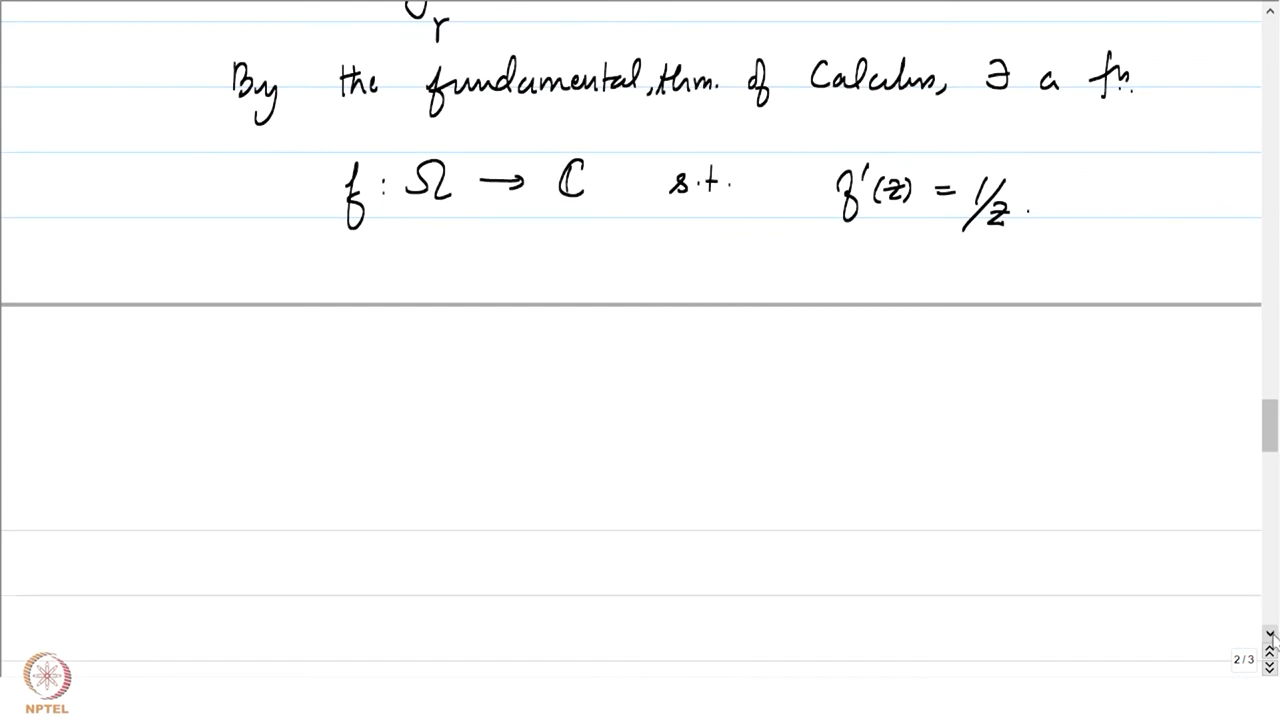 γ
By the fundamental, thm. of Calculus, ∃ a fn.
f : Ω → ℂ s.t. f'(z) = 1/z.
2 / 3
NPTEL